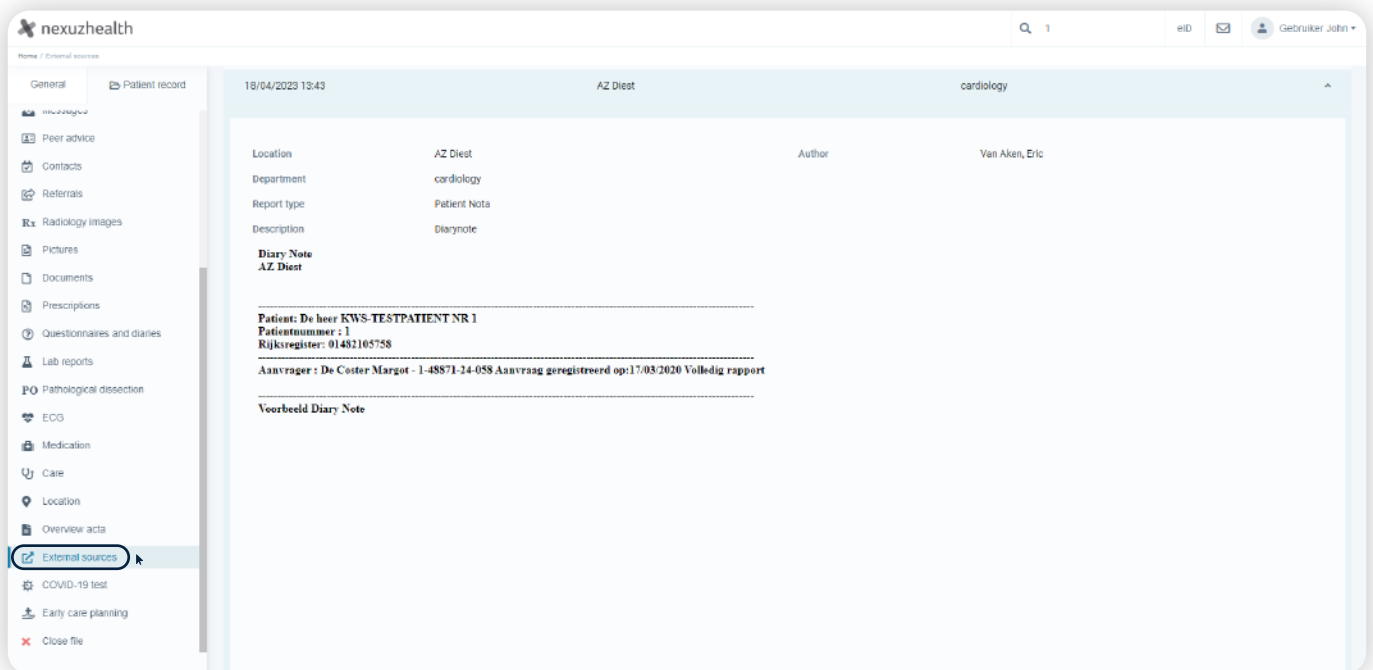 nexuzhealth
1
eID
Gebruiker John
Home / External sources
General
Patient record
Messages
Peer advice
Contacts
Referrals
Rx Radiology images
Pictures
Documents
Prescriptions
Questionnaires and diaries
Lab reports
PO Pathological dissection
ECG
Medication
Care
Location
Overview acta
External sources
COVID-19 test
Early care planning
Close file
18/04/2023 13:43 AZ Diest cardiology
Location AZ Diest Author Van Aken, Eric
Department cardiology
Report type Patient Nota
Description Diarynote
Diary Note
AZ Diest
Patient: De heer KWS-TESTPATIENT NR 1
Patientnummer : 1
Rijksregister: 01482105758
Aanvrager : De Coster Margot - 1-48871-24-058 Aanvraag geregistreerd op:17/03/2020 Volledig rapport
Voorbeeld Diary Note